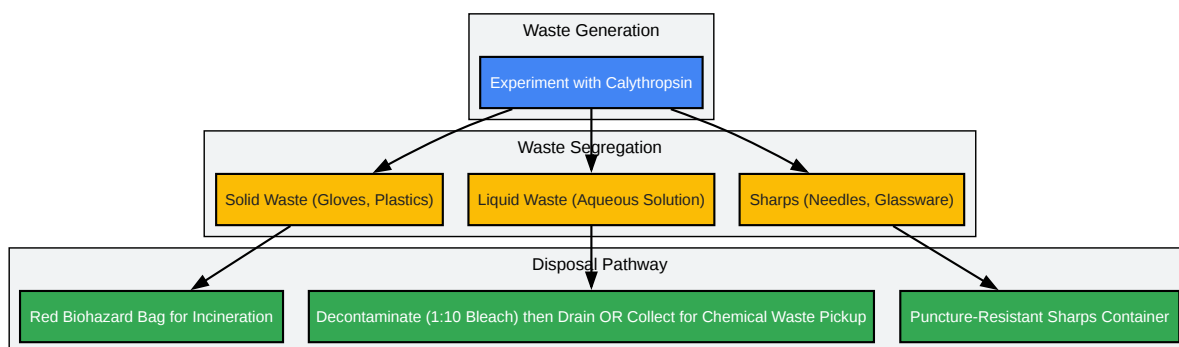 Waste Generation
Experiment with Calythropsin
Waste Segregation
Solid Waste (Gloves, Plastics)
Liquid Waste (Aqueous Solution)
Sharps (Needles, Glassware)
Disposal Pathway
Red Biohazard Bag for Incineration
Decontaminate (1:10 Bleach) then Drain OR Collect for Chemical Waste Pickup
Puncture-Resistant Sharps Container